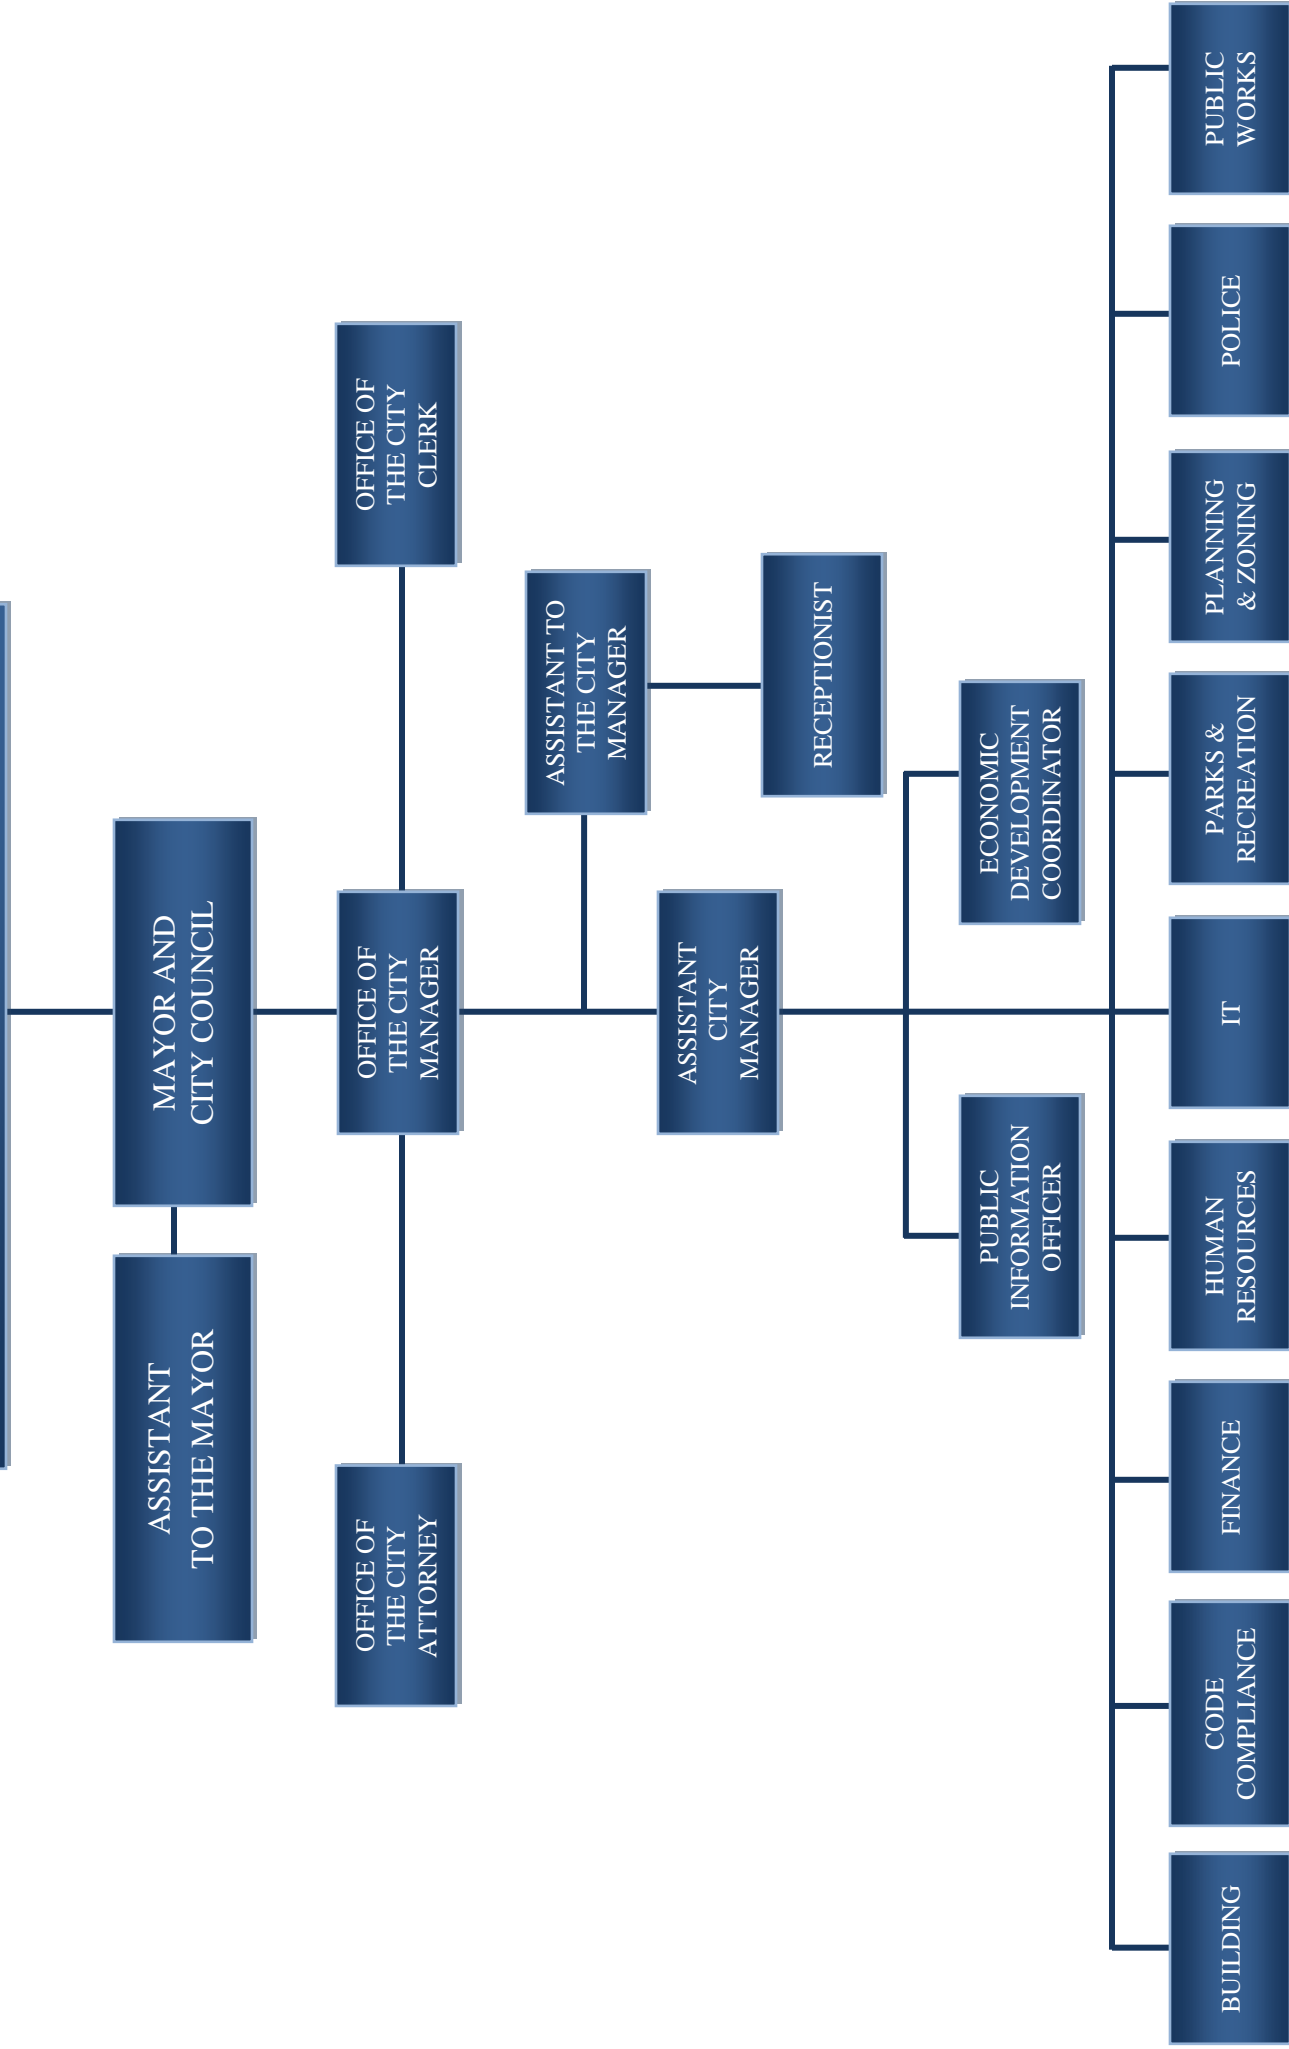 MAYOR AND
CITY COUNCIL
ASSISTANT
TO THE MAYOR
OFFICE OF
THE CITY
ATTORNEY
OFFICE OF
THE CITY
MANAGER
OFFICE OF
THE CITY
CLERK
ASSISTANT TO
THE CITY
MANAGER
ASSISTANT
CITY
MANAGER
RECEPTIONIST
PUBLIC
INFORMATION
OFFICER
ECONOMIC
DEVELOPMENT
COORDINATOR
BUILDING
CODE
COMPLIANCE
FINANCE
HUMAN
RESOURCES
IT
PARKS &
RECREATION
PLANNING
& ZONING
POLICE
PUBLIC
WORKS